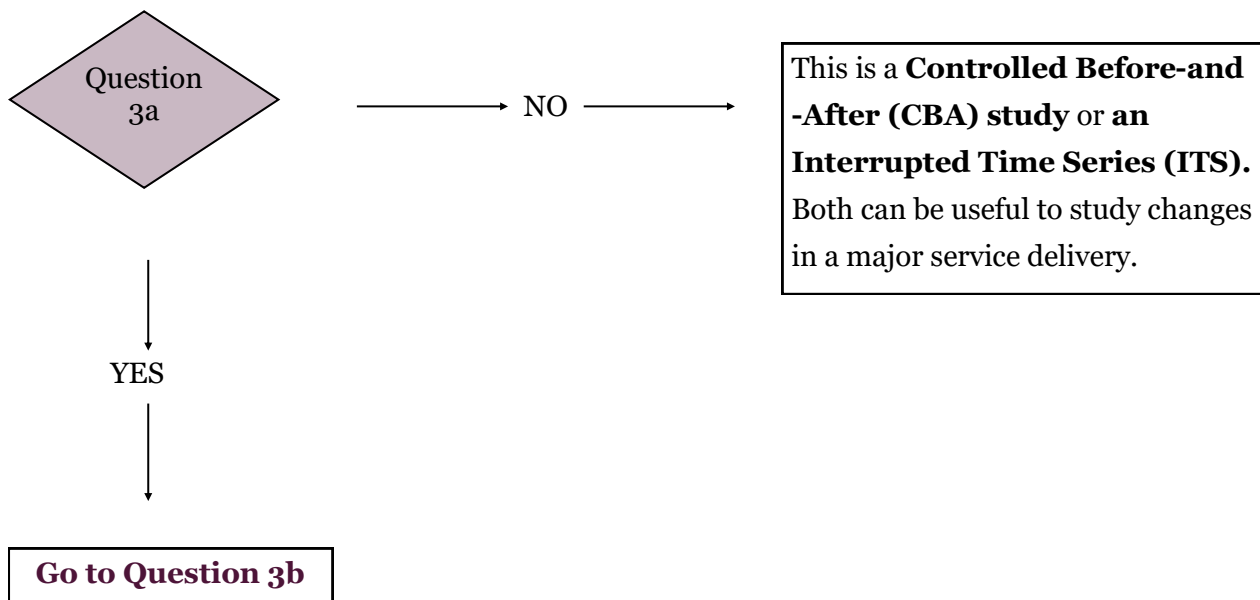 Question
3a
NO
This is a Controlled Before-and
-After (CBA) study or an
Interrupted Time Series (ITS).
Both can be useful to study changes
in a major service delivery.
YES
Go to Question 3b